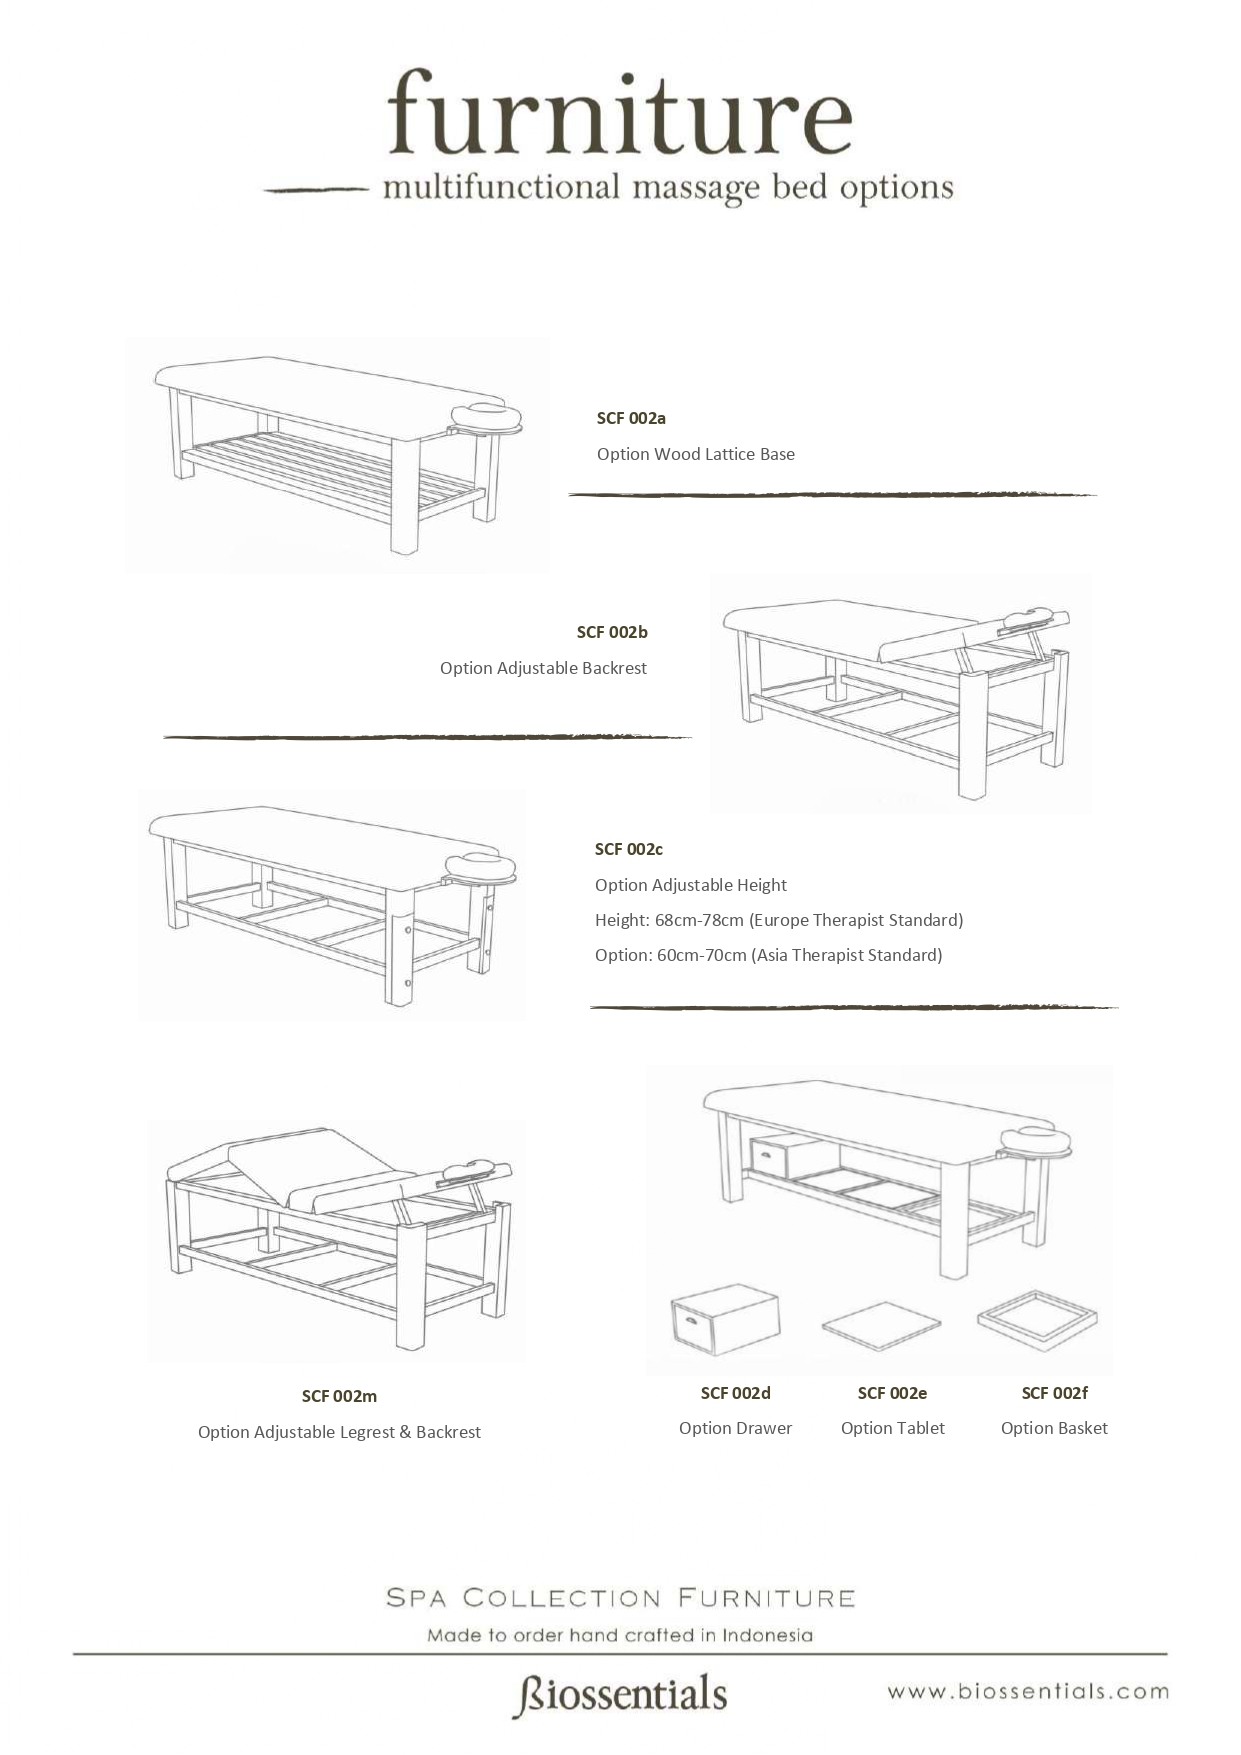 furniture
multifunctional massage bed options
SCF 002a
Option Wood Lattice Base
SCF 002b
Option Adjustable Backrest
SCF 002c
Option Adjustable Height
Height: 68cm-78cm (Europe Therapist Standard)
Option: 60cm-70cm (Asia Therapist Standard)
SCF 002m
Option Adjustable Legrest & Backrest
SCF 002d
Option Drawer
SCF 002e
Option Tablet
SCF 002f
Option Basket
Spa Collection Furniture
Made to order hand crafted in Indonesia
Biossentials
www.biossentials.com